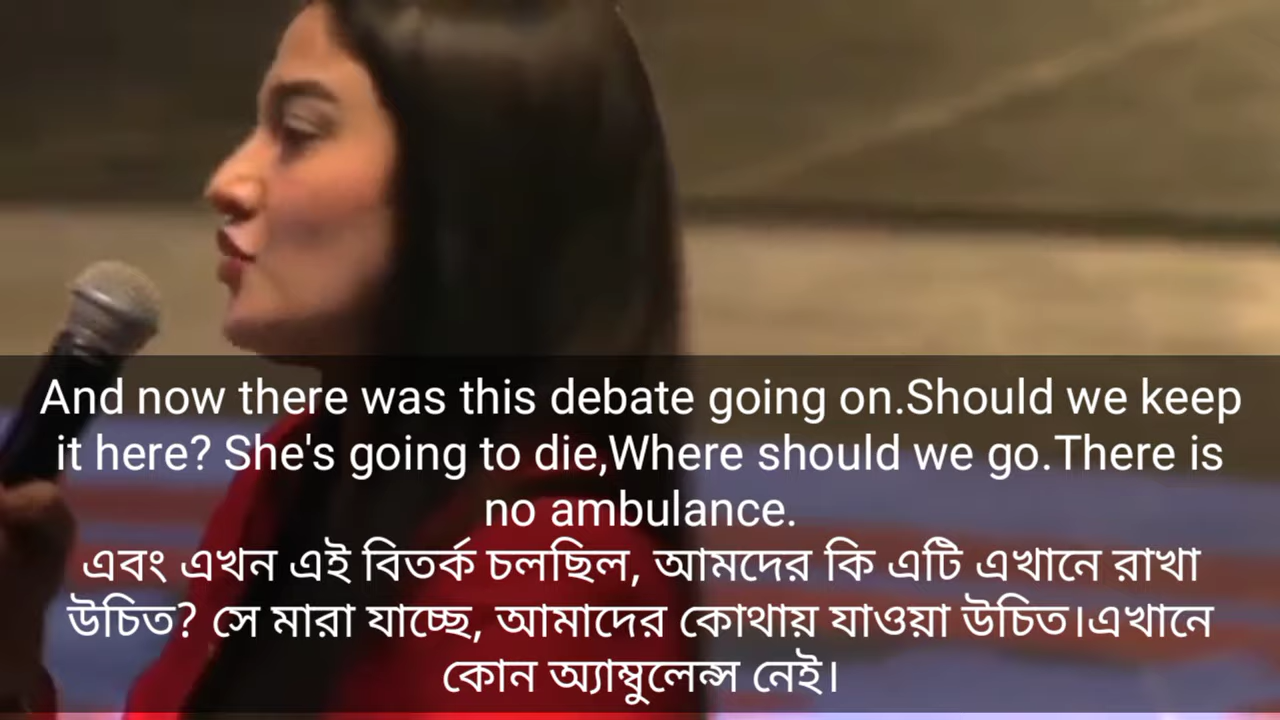 And now there was this debate going on.Should we keep
it here? She's going to die,Where should we go.There is
no ambulance.
এবং এখন এই বিতর্ক চলছিল, আমদের কি এটি এখানে রাখা
উচিত? সে মারা যাচ্ছে, আমাদের কোথায় যাওয়া উচিত।এখানে
কোন অ্যাম্বুলেন্স নেই।